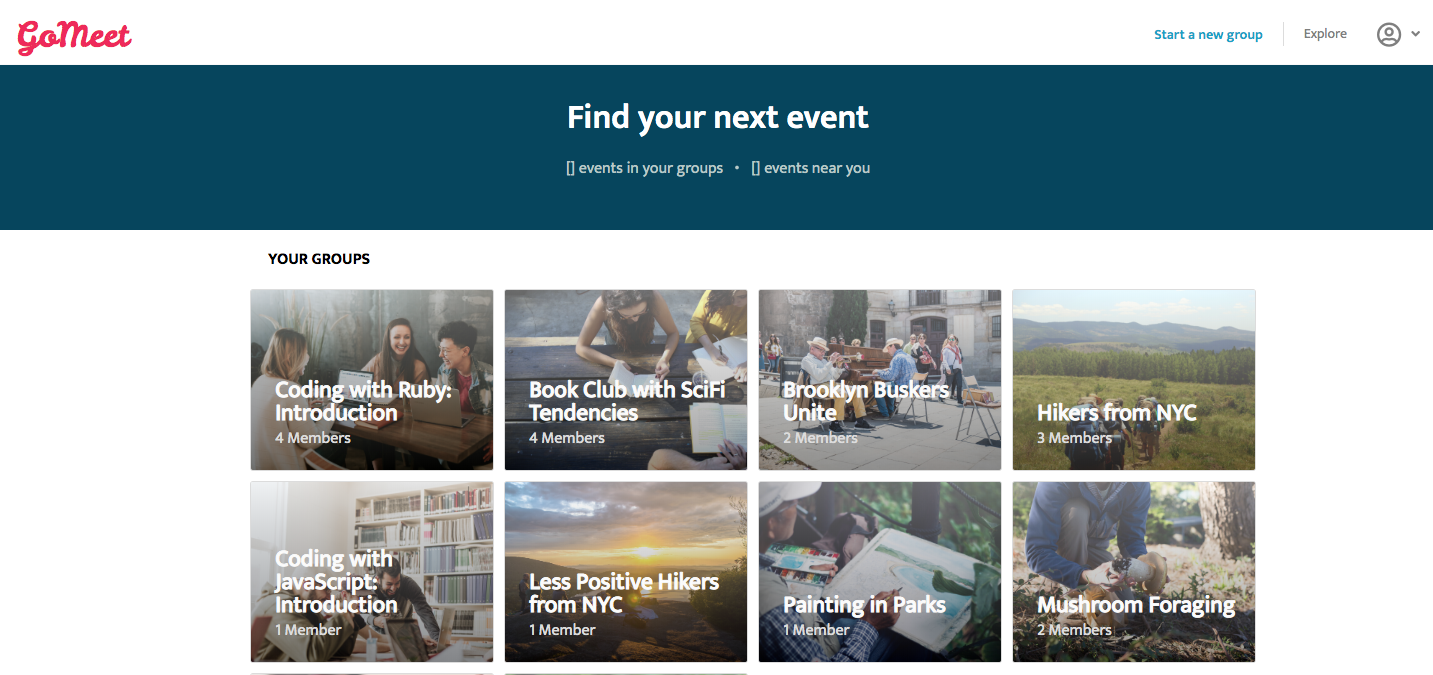 GoMeet
Start a new group
Explore
Find your next event
[] events in your groups • [] events near you
YOUR GROUPS
Coding with Ruby:
Introduction
4 Members
Book Club with SciFi
Tendencies
4 Members
Brooklyn Buskers
Unite
2 Members
Hikers from NYC
3 Members
Coding with
JavaScript:
Introduction
1 Member
Less Positive Hikers
from NYC
1 Member
Painting in Parks
1 Member
Mushroom Foraging
2 Members